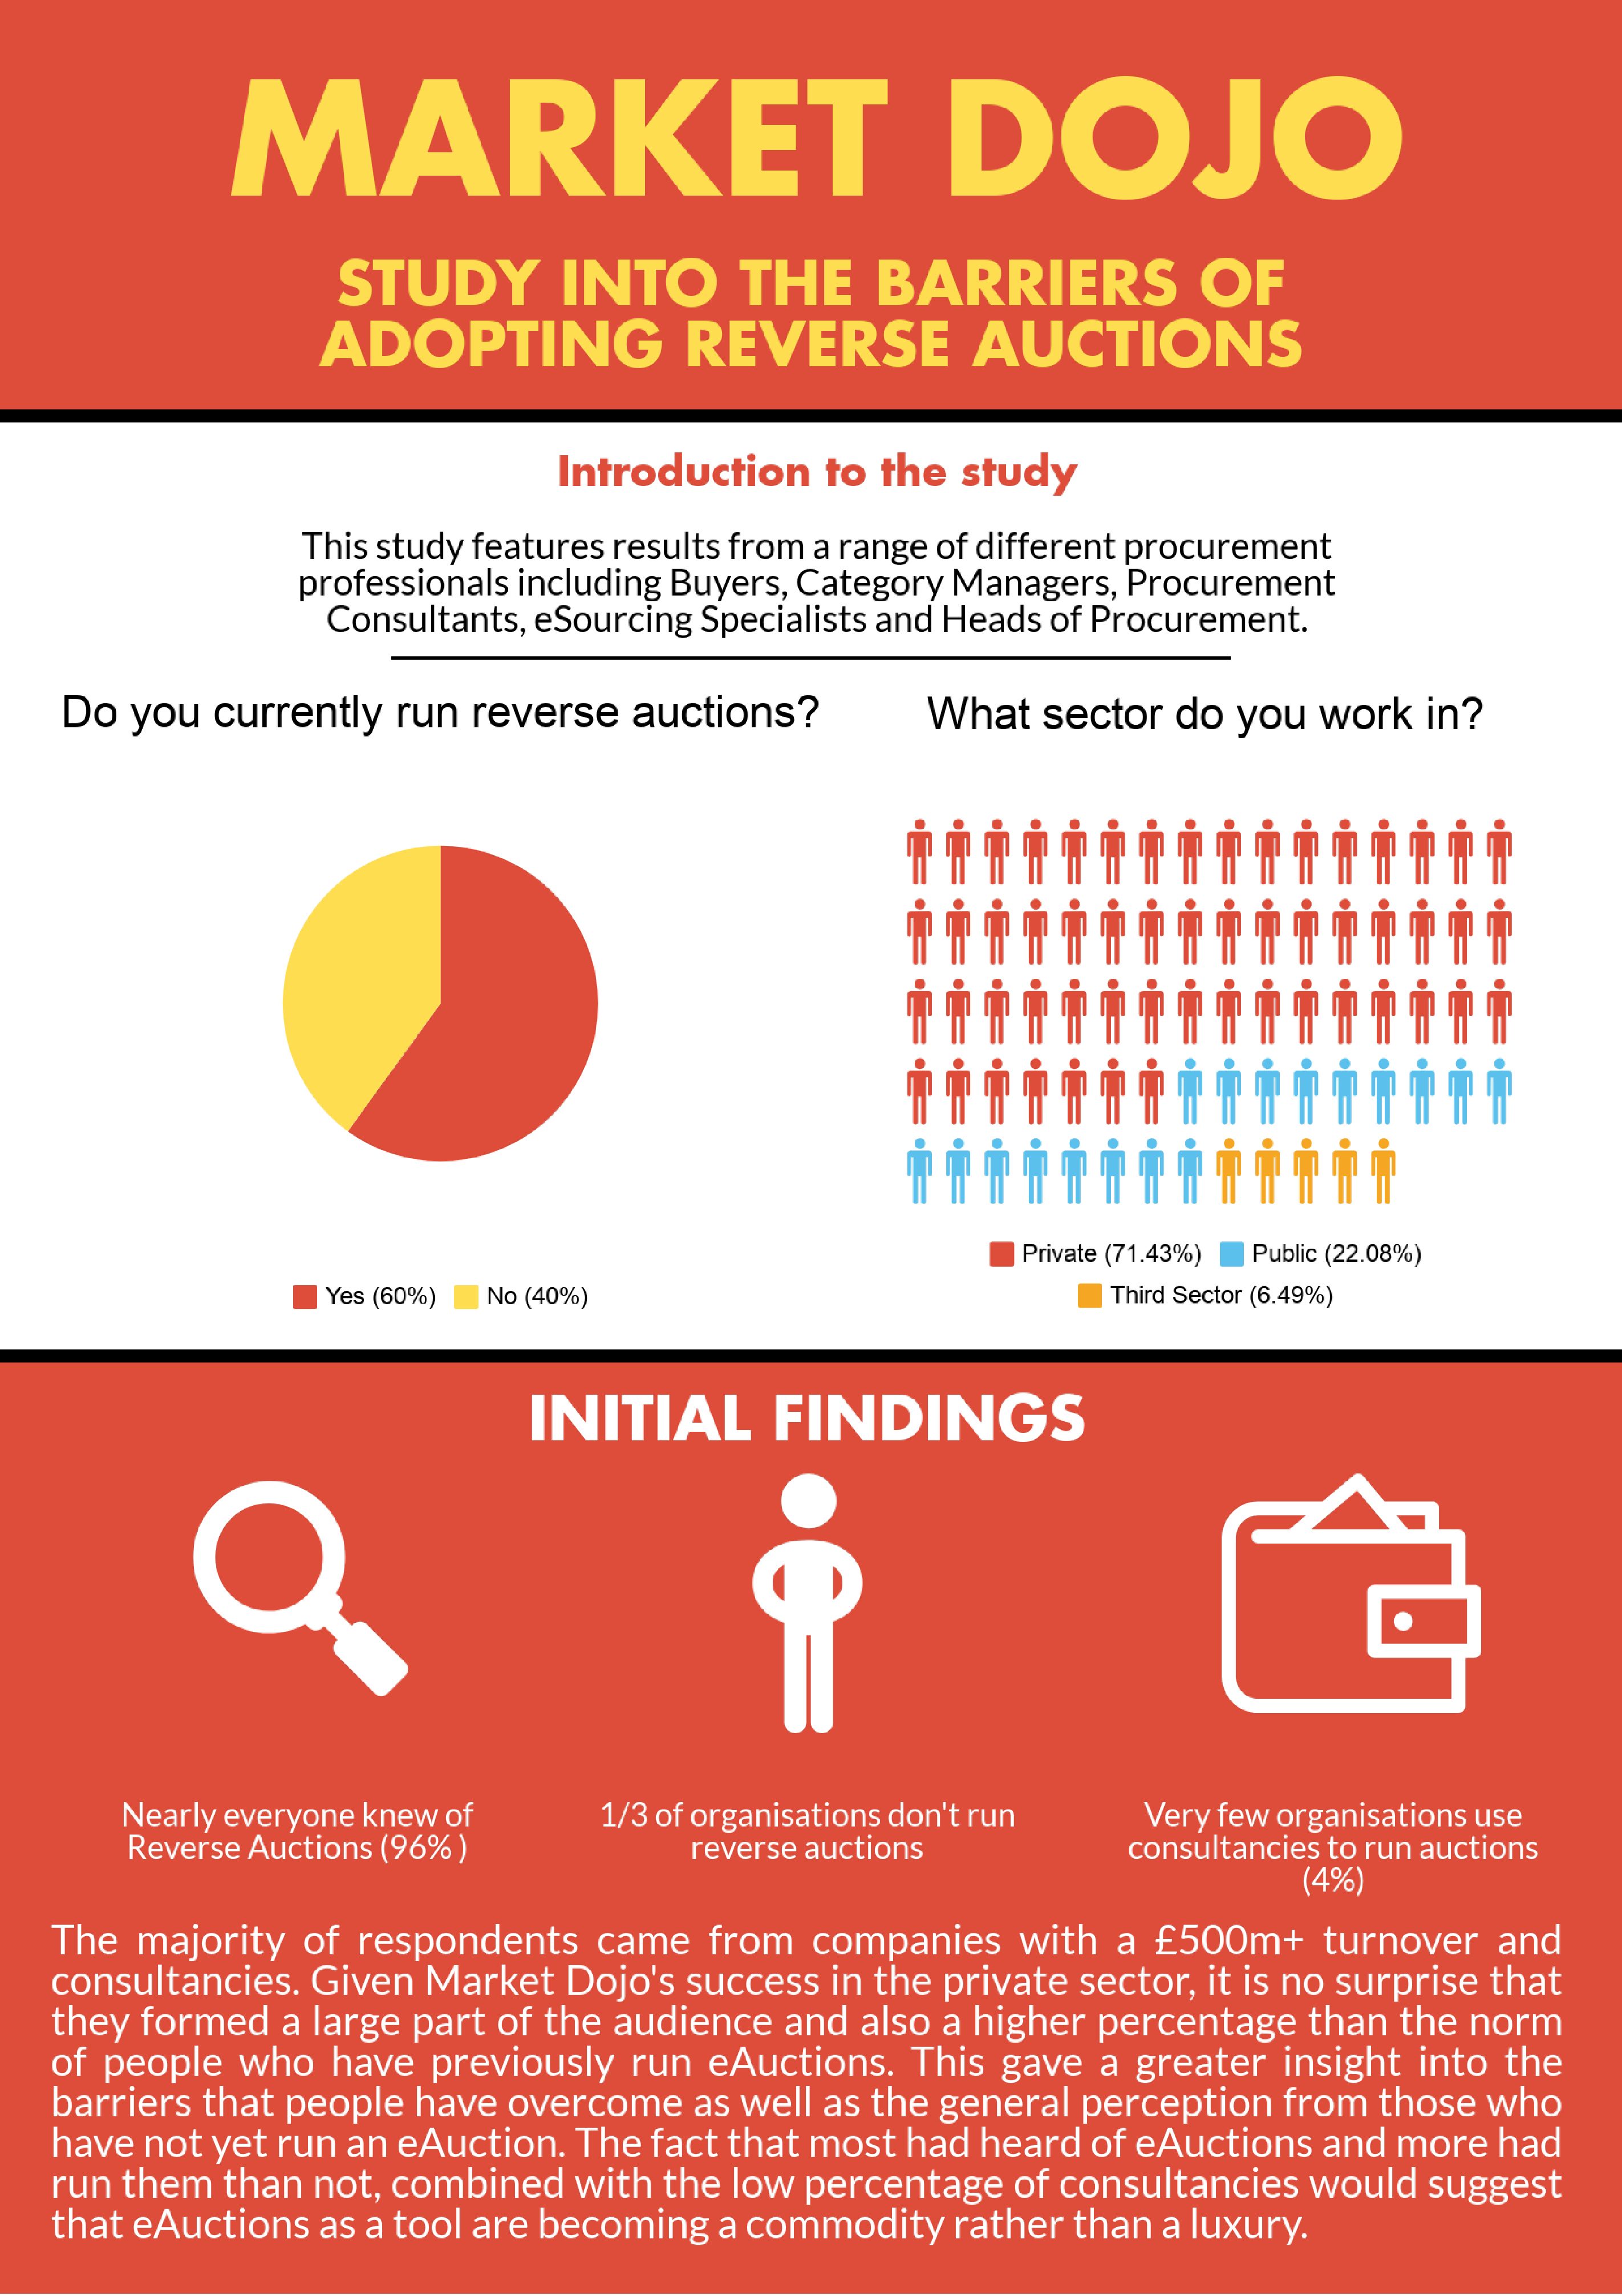 MARKET DOJO
STUDY INTO THE BARRIERS OF
ADOPTING REVERSE AUCTIONS
Introduction to the study
This study features results from a range of different procurement
professionals including Buyers, Category Managers, Procurement
Consultants, eSourcing Specialists and Heads of Procurement.
Do you currently run reverse auctions?
Yes (60%) No (40%)
What sector do you work in?
Private (71.43%) Public (22.08%)
Third Sector (6.49%)
INITIAL FINDINGS
Nearly everyone knew of
Reverse Auctions (96% )
1/3 of organisations don't run
reverse auctions
Very few organisations use
consultancies to run auctions
(4%)
The majority of respondents came from companies with a £500m+ turnover and
consultancies. Given Market Dojo's success in the private sector, it is no surprise that
they formed a large part of the audience and also a higher percentage than the norm
of people who have previously run eAuctions. This gave a greater insight into the
barriers that people have overcome as well as the general perception from those who
have not yet run an eAuction. The fact that most had heard of eAuctions and more had
run them than not, combined with the low percentage of consultancies would suggest
that eAuctions as a tool are becoming a commodity rather than a luxury.